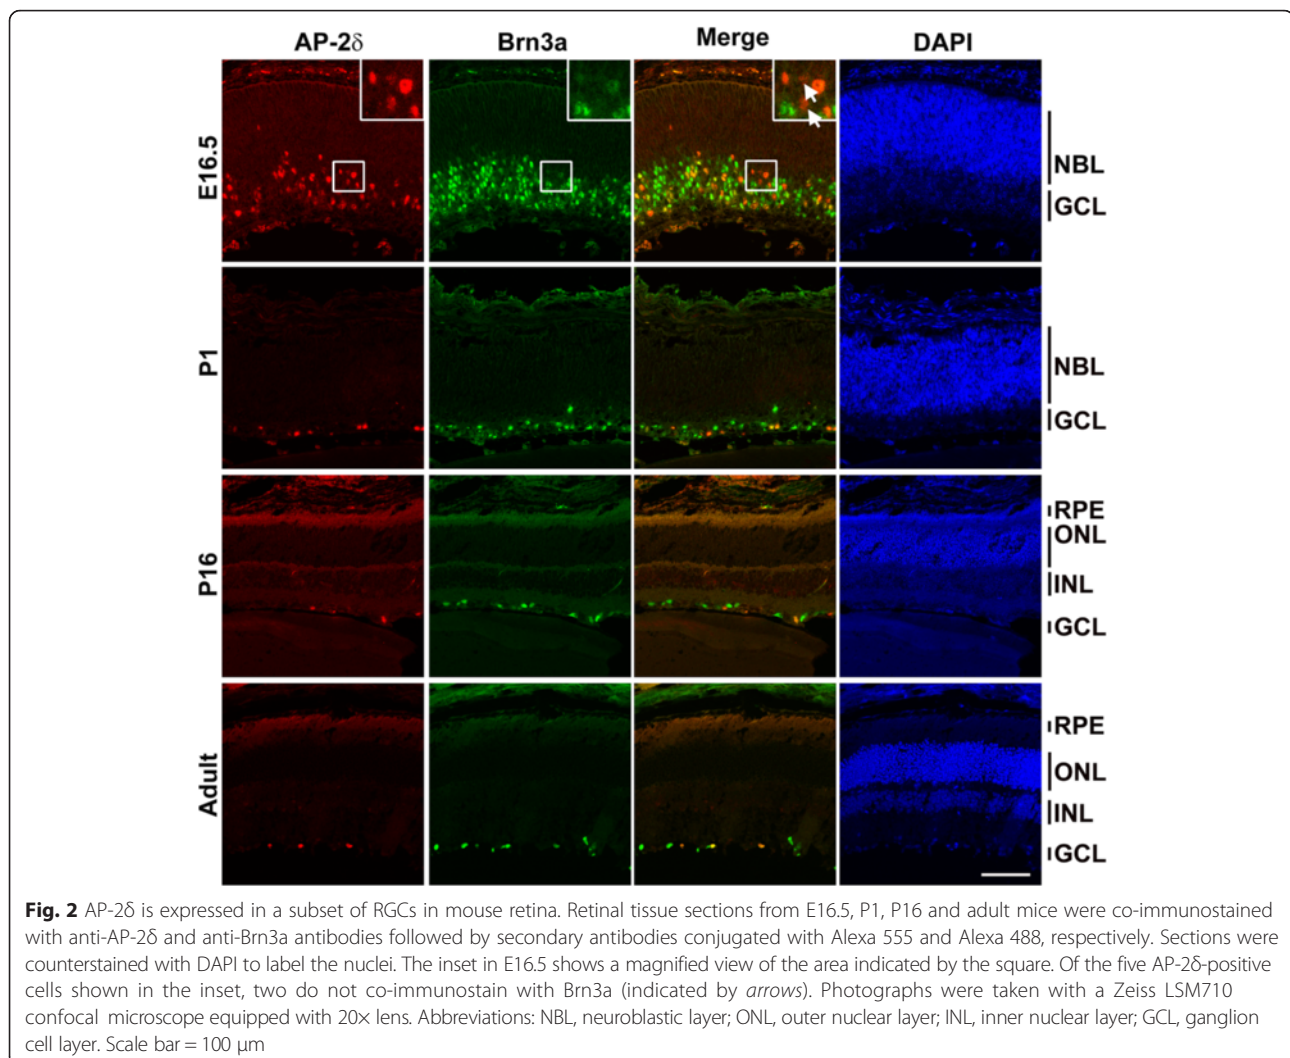 AP-2δ Brn3a Merge DAPI
E16.5
NBL
GCL
P1
NBL
GCL
P16
RPE
ONL
INL
GCL
Adult
RPE
ONL
INL
GCL
Fig. 2 AP-2δ is expressed in a subset of RGCs in mouse retina. Retinal tissue sections from E16.5, P1, P16 and adult mice were co-immunostained
with anti-AP-2δ and anti-Brn3a antibodies followed by secondary antibodies conjugated with Alexa 555 and Alexa 488, respectively. Sections were
counterstained with DAPI to label the nuclei. The inset in E16.5 shows a magnified view of the area indicated by the square. Of the five AP-2δ-positive
cells shown in the inset, two do not co-immunostain with Brn3a (indicated by arrows). Photographs were taken with a Zeiss LSM710
confocal microscope equipped with 20× lens. Abbreviations: NBL, neuroblastic layer; ONL, outer nuclear layer; INL, inner nuclear layer; GCL, ganglion
cell layer. Scale bar = 100 μm